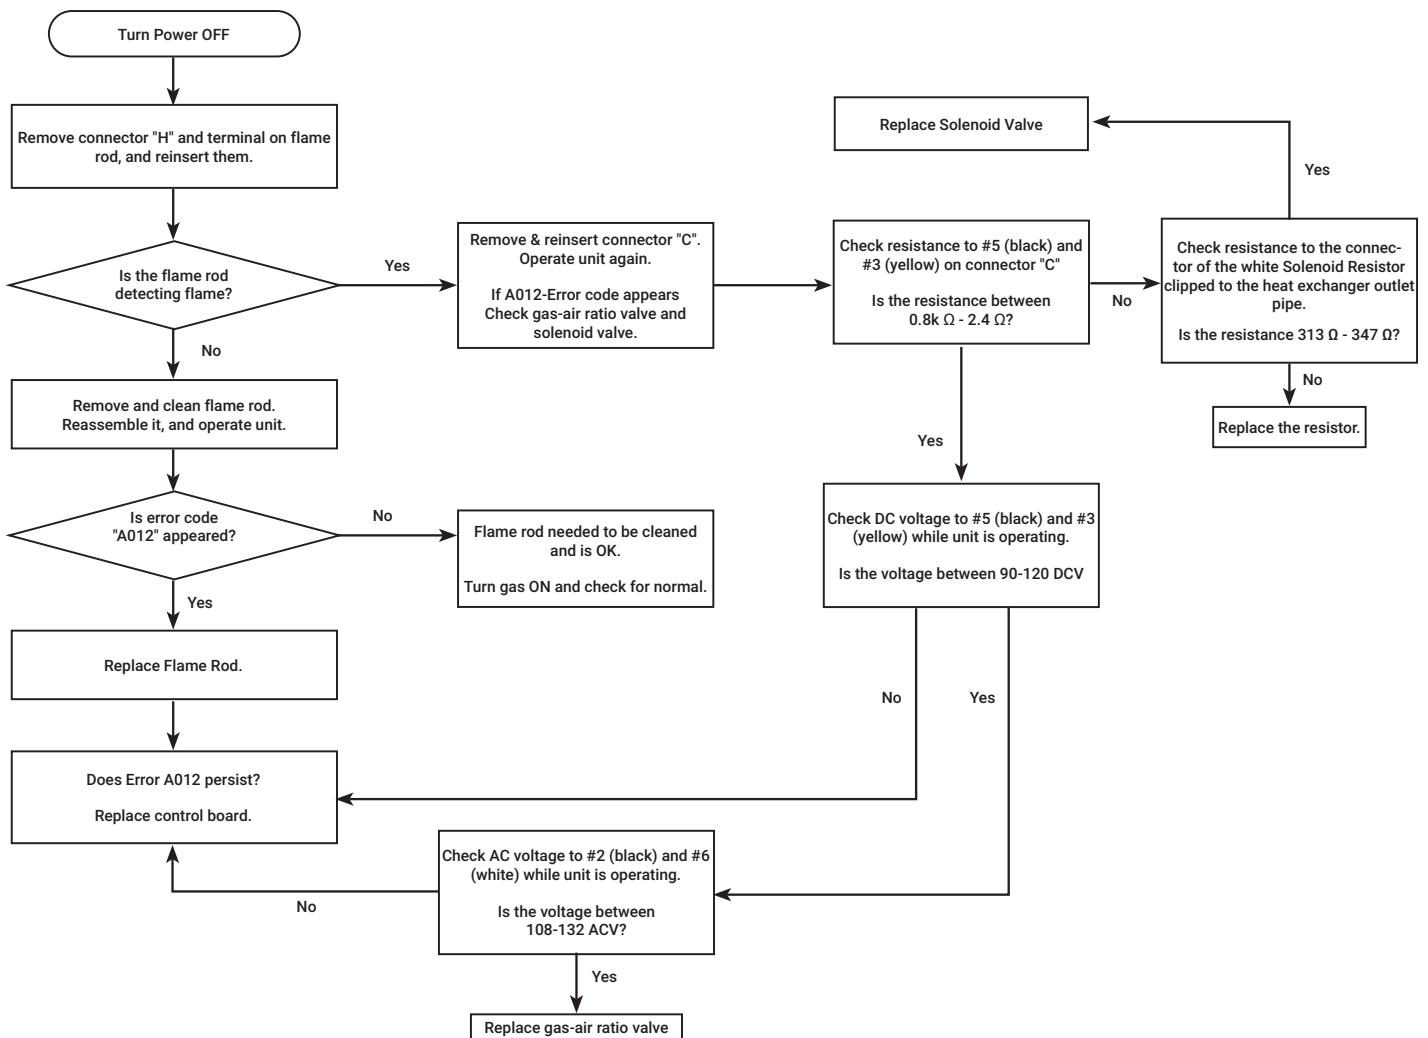 Turn Power OFF
Remove connector "H" and terminal on flame
rod, and reinsert them.
Is the flame rod
detecting flame?
Yes
No
Remove & reinsert connector "C".
Operate unit again.
If A012-Error code appears
Check gas-air ratio valve and
solenoid valve.
Check resistance to #5 (black) and
#3 (yellow) on connector "C"
Is the resistance between
0.8k Ω - 2.4 Ω?
No
Yes
Replace Solenoid Valve
Yes
Check resistance to the connec-
tor of the white Solenoid Resistor
clipped to the heat exchanger outlet
pipe.
Is the resistance 313 Ω - 347 Ω?
No
Replace the resistor.
Remove and clean flame rod.
Reassemble it, and operate unit.
Is error code
"A012" appeared?
No
Yes
Flame rod needed to be cleaned
and is OK.
Turn gas ON and check for normal.
Check DC voltage to #5 (black) and #3
(yellow) while unit is operating.
Is the voltage between 90-120 DCV
No
Yes
Replace Flame Rod.
Does Error A012 persist?
Replace control board.
Check AC voltage to #2 (black) and #6
(white) while unit is operating.
Is the voltage between
108-132 ACV?
No
Yes
Replace gas-air ratio valve